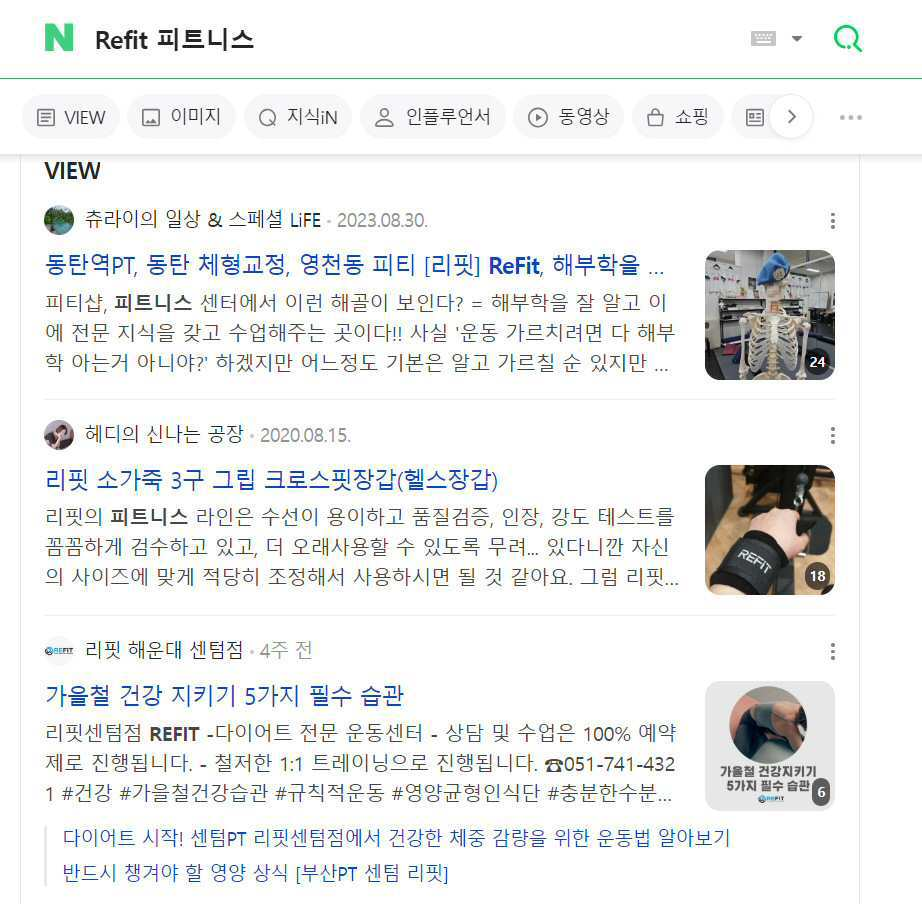 N Refit 피트니스
VIEW 이미지 지식iN 인플루언서 동영상 쇼핑
VIEW
츄라이의 일상 & 스페셜 LiFE · 2023.08.30.
동탄역PT, 동탄 체형교정, 영천동 피티 [리핏] ReFit, 해부학을 ...
피티샵, 피트니스 센터에서 이런 해골이 보인다? = 해부학을 잘 알고 이
에 전문 지식을 갖고 수업해주는 곳이다!! 사실 '운동 가르치려면 다 해부
학 아는거 아니야?' 하겠지만 어느정도 기본은 알고 가르칠 순 있지만 ...
24
헤디의 신나는 공장 · 2020.08.15.
리핏 소가죽 3구 그립 크로스핏장갑(헬스장갑)
리핏의 피트니스 라인은 수선이 용이하고 품질검증, 인장, 강도 테스트를
꼼꼼하게 검수하고 있고, 더 오래사용할 수 있도록 무려... 있다니깐 자신
의 사이즈에 맞게 적당히 조정해서 사용하시면 될 것 같아요. 그럼 리핏...
REFIT
18
REFIT 리핏 해운대 센텀점 · 4주 전
가을철 건강 지키기 5가지 필수 습관
리핏센텀점 REFIT -다이어트 전문 운동센터 - 상담 및 수업은 100% 예약
제로 진행됩니다. - 철저한 1:1 트레이닝으로 진행됩니다. ☎051-741-432
1 #건강 #가을철건강습관 #규칙적운동 #영양균형인식단 #충분한수분...
가을철 건강지키기
5가지 필수 습관
REFIT
6
다이어트 시작! 센텀PT 리핏센텀점에서 건강한 체중 감량을 위한 운동법 알아보기
반드시 챙겨야 할 영양 상식 [부산PT 센텀 리핏]